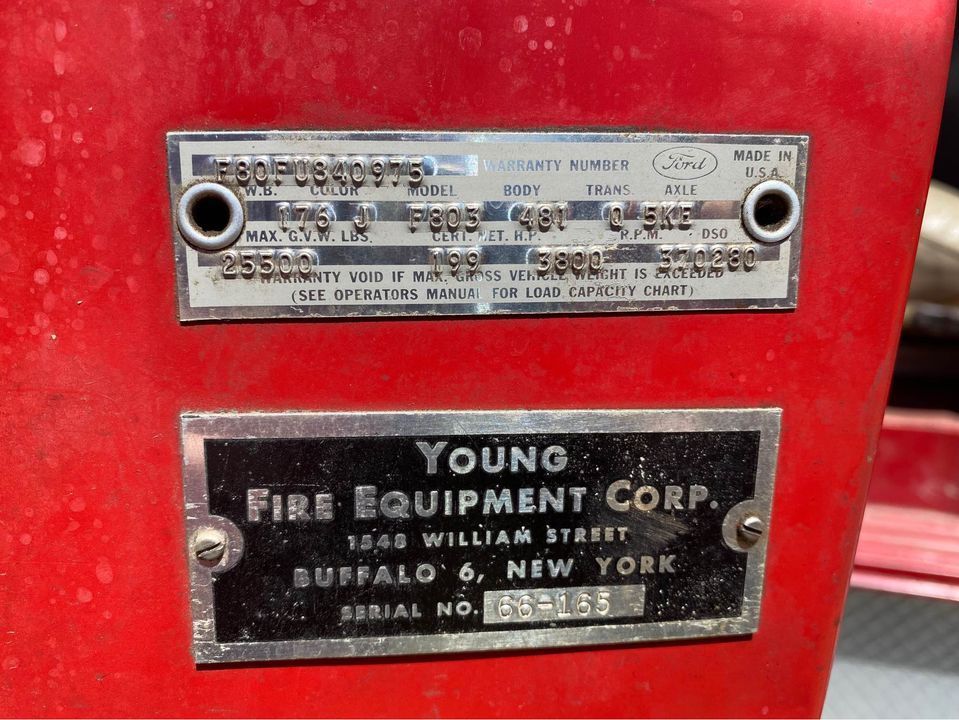 F80FU840975 WARRANTY NUMBER Ford MADE IN U.S.A.
W.B. COLOR MODEL BODY TRANS. AXLE
176 J F803 481 Q 5KE
MAX. G.V.W. LBS. CERT. NET. H.P. R.P.M. DSO
25500 199 3800 370280
WARRANTY VOID IF MAX. GROSS VEHICLE WEIGHT IS EXCEEDED
(SEE OPERATORS MANUAL FOR LOAD CAPACITY CHART)
YOUNG
FIRE EQUIPMENT CORP.
1548 WILLIAM STREET
BUFFALO 6, NEW YORK
SERIAL NO. 66-165